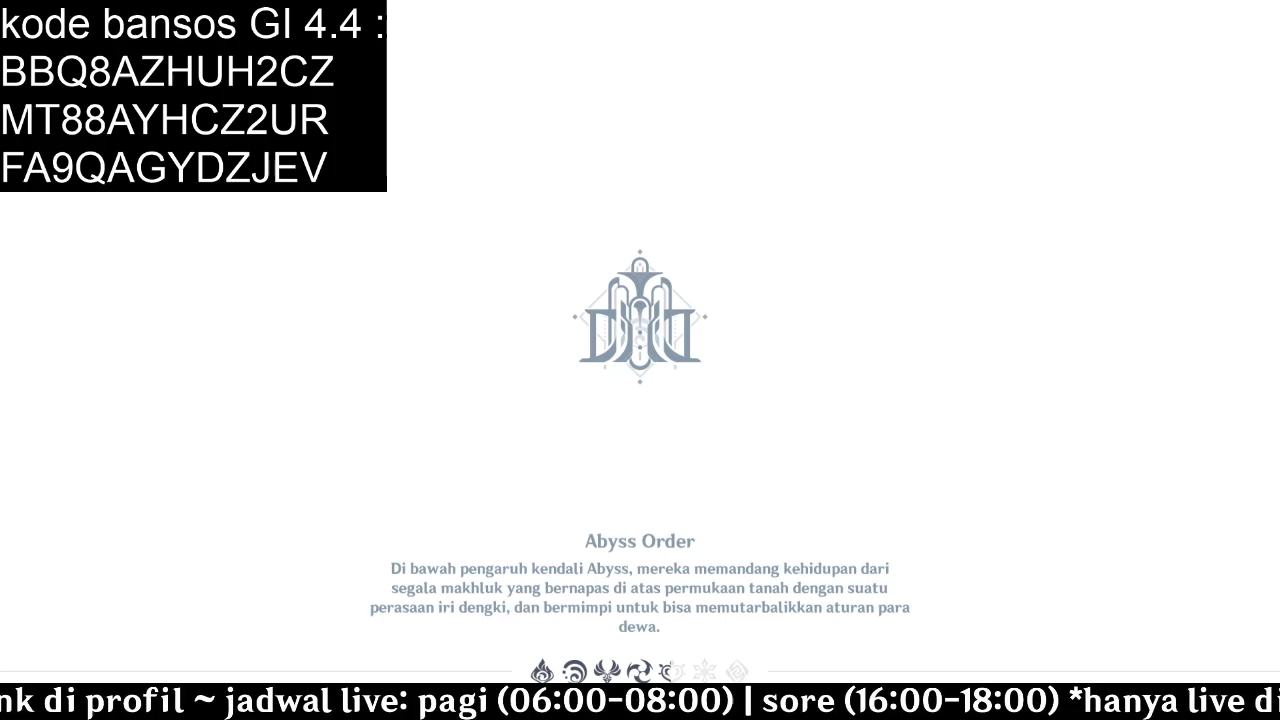 kode bansos GI 4.4 :
BBQ8AZHUH2CZ
MT88AYHCZ2UR
FA9QAGYDZJEV
Abyss Order
Di bawah pengaruh kendali Abyss, mereka memandang kehidupan dari
segala makhluk yang bernapas di atas permukaan tanah dengan suatu
perasaan iri dengki, dan bermimpi untuk bisa memutarbalikkan aturan para
dewa.
di profil ~ jadwal live: pagi (06:00-08:00) | sore (16:00-18:00) *hanya live